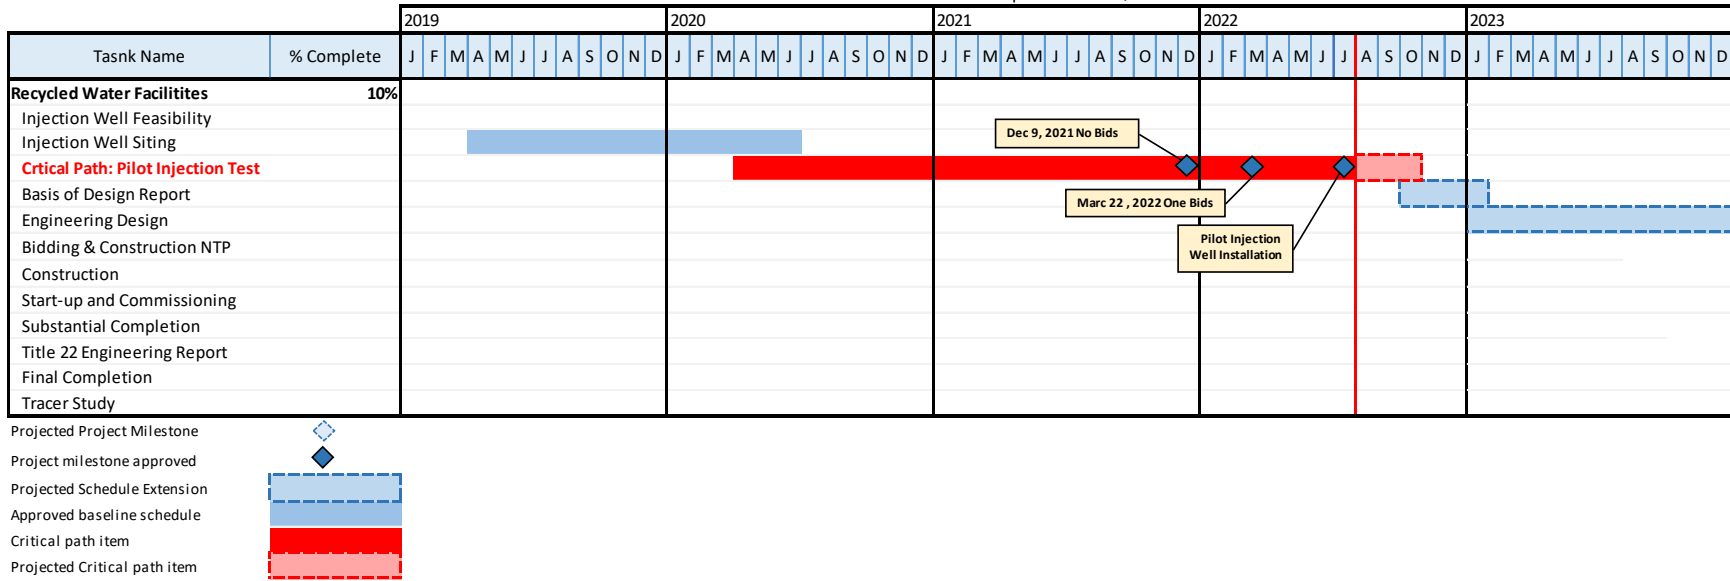 2019 2020 2021 2022 2023
Tasnk Name % Complete J F M A M J J A S O N D J F M A M J J A S O N D J F M A M J J A S O N D J F M A M J J A S O N D J F M A M J J A S O N D
Recycled Water Facilitites 10%
Injection Well Feasibility
Injection Well Siting
Dec 9, 2021 No Bids
Crtical Path: Pilot Injection Test
Basis of Design Report
Marc 22 , 2022 One Bids
Engineering Design
Bidding & Construction NTP
Pilot Injection
Well Installation
Construction
Start-up and Commissioning
Substantial Completion
Title 22 Engineering Report
Final Completion
Tracer Study
Projected Project Milestone
Project milestone approved
Projected Schedule Extension
Approved baseline schedule
Critical path item
Projected Critical path item